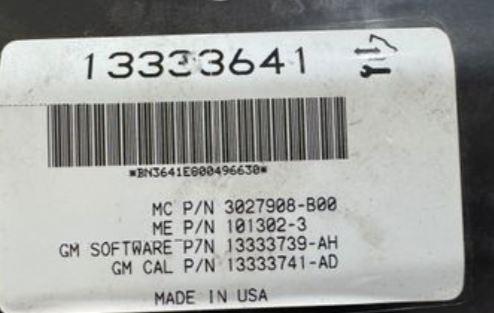 13333641
*BN3641E800496630*
MC P/N 3027908-B00
ME P/N 101302-3
GM SOFTWARE P/N 13333739-AH
GM CAL P/N 13333741-AD
MADE IN USA